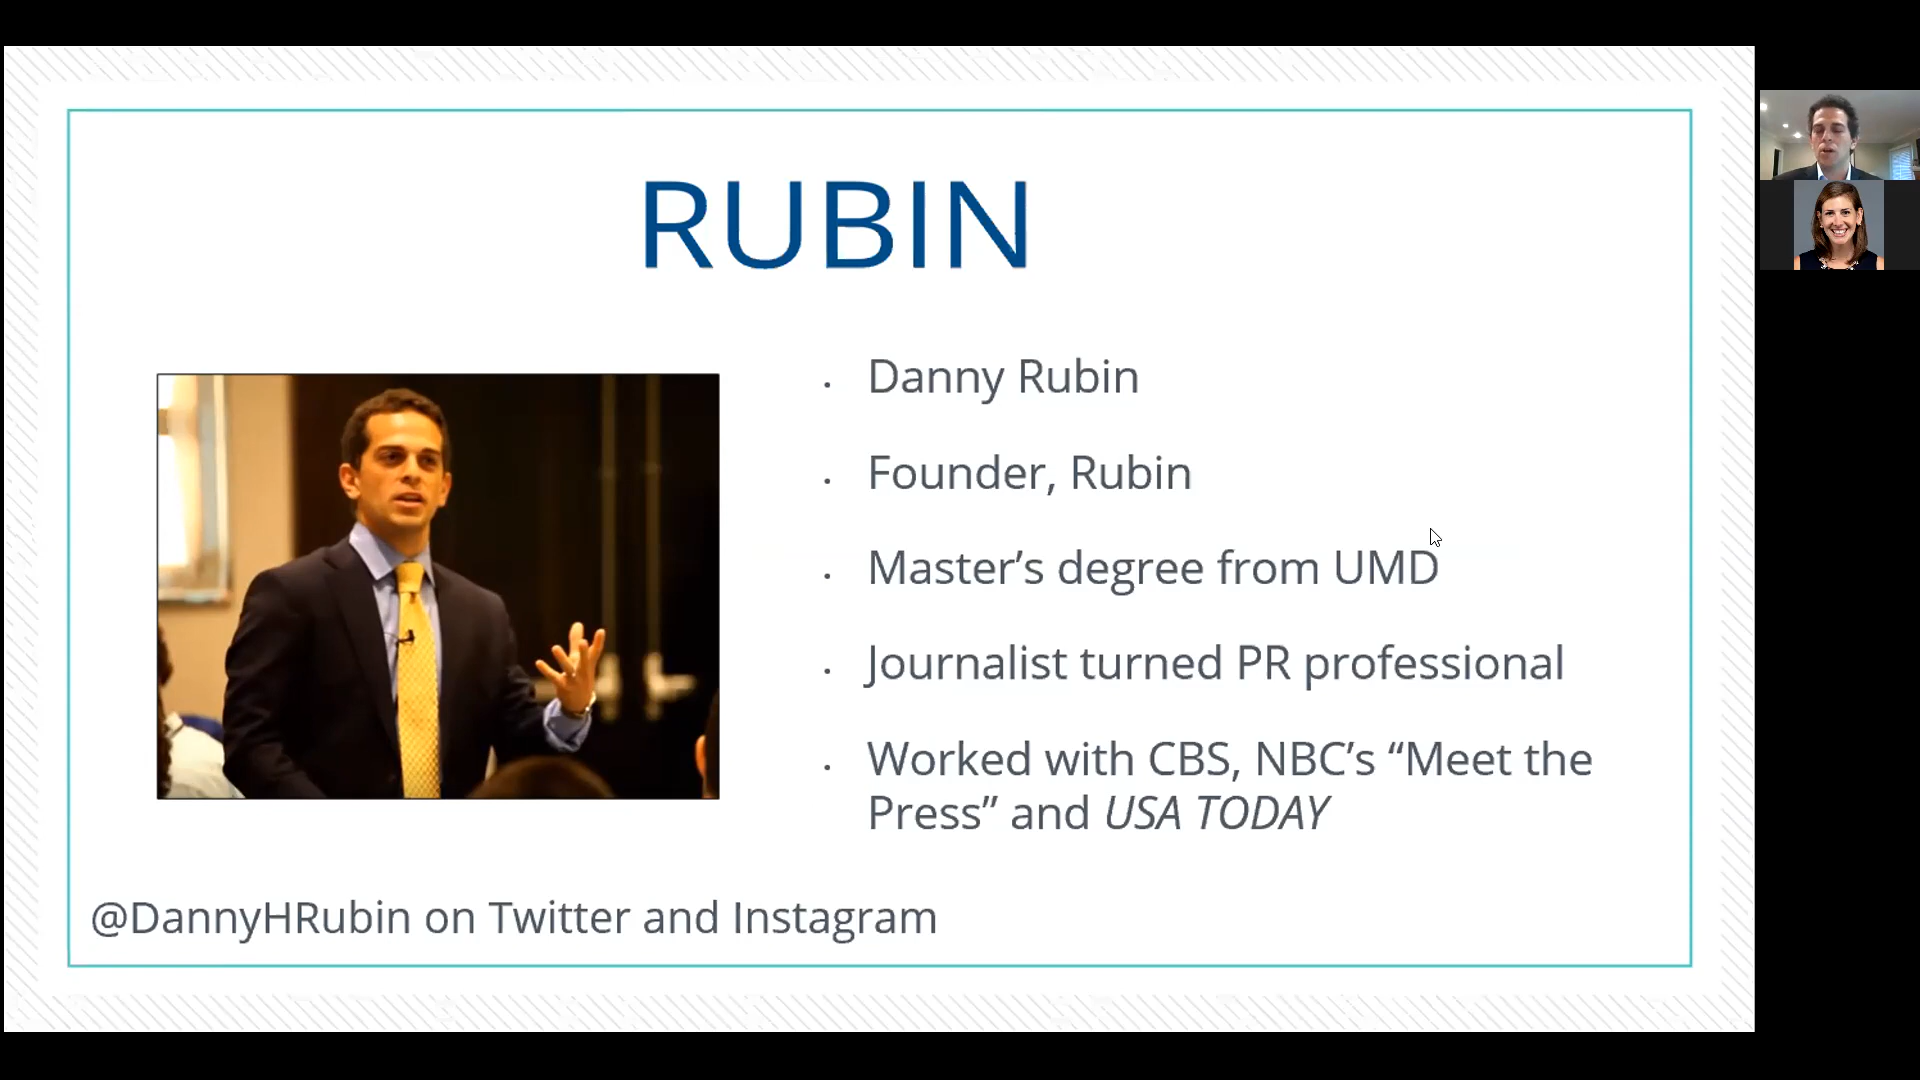 RUBIN
Danny Rubin
Founder, Rubin
Master’s degree from UMD
Journalist turned PR professional
Worked with CBS, NBC’s “Meet the
Press” and USA TODAY
@DannyHRubin on Twitter and Instagram